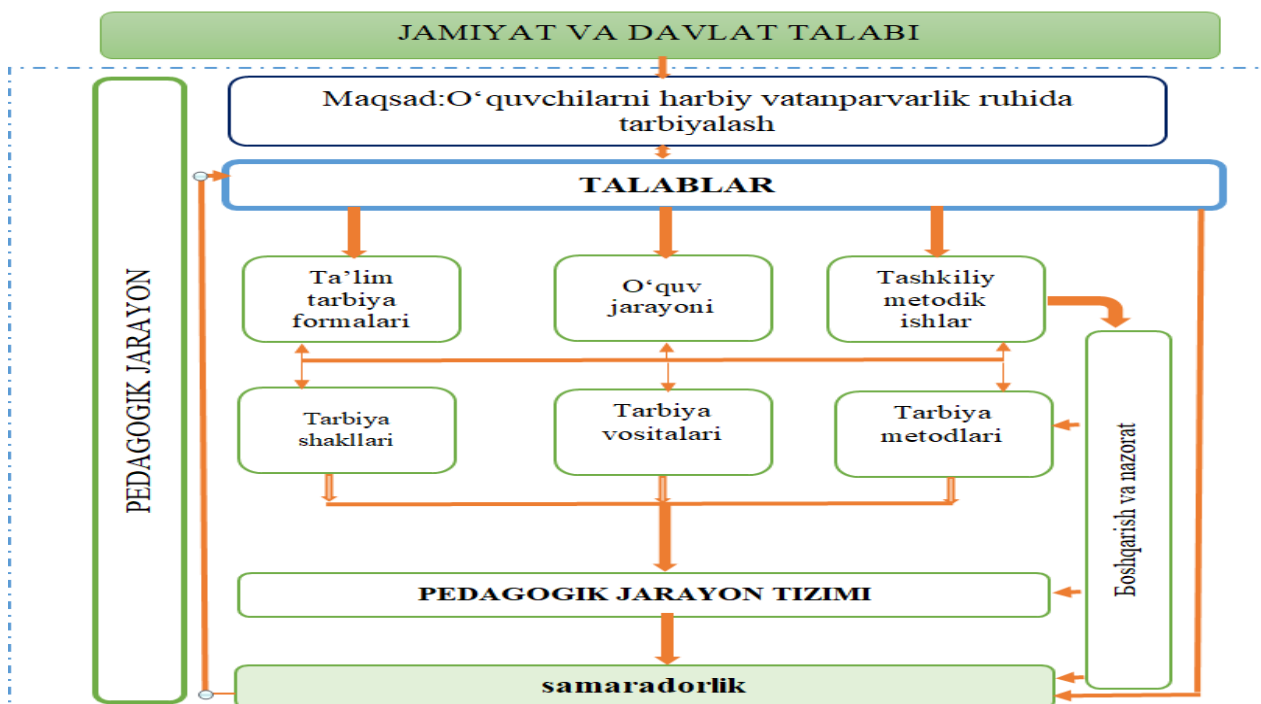 JAMIYAT VA DAVLAT TALABI
Maqsad:O‘quvchilarni harbiy vatanparvarlik ruhida
tarbiyalash
TALABLAR
PEDAGOGIK JARAYON
Ta’lim
tarbiya
formalari
O‘quv
jarayoni
Tashkiliy
metodik
ishlar
Tarbiya
shakllari
Tarbiya
vositalari
Tarbiya
metodlari
Boshqarish va nazorat
PEDAGOGIK JARAYON TIZIMI
samaradorlik